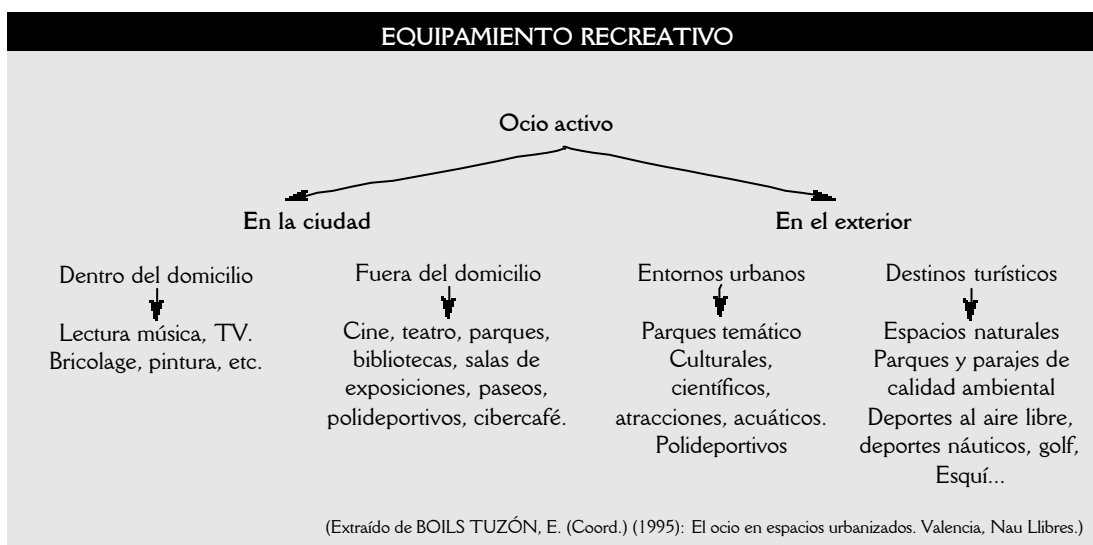 EQUIPAMIENTO RECREATIVO
Ocio activo
En la ciudad
En el exterior
Dentro del domicilio
Lectura música, TV.
Bricolage, pintura, etc.
Fuera del domicilio
Cine, teatro, parques,
bibliotecas, salas de
exposiciones, paseos,
polideportivos, cibercafé.
Entornos urbanos
Parques temático
Culturales,
científicos,
atracciones, acuáticos.
Polideportivos
Destinos turísticos
Espacios naturales
Parques y parajes de
calidad ambiental
Deportes al aire libre,
deportes náuticos, golf,
Esquí...
(Extraído de BOILS TUZÓN, E. (Coord.) (1995): El ocio en espacios urbanizados. Valencia, Nau Llibres.)